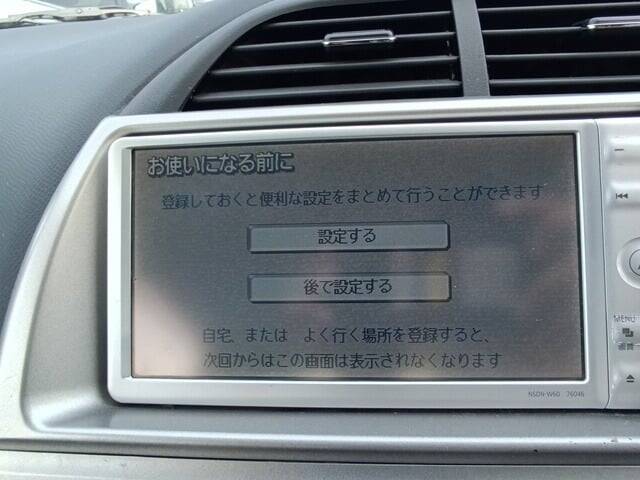 お使いになる前に
登録しておくと便利な設定をまとめて行うことができます
設定する
後で設定する
自宅、または よく行く場所を登録すると、
次回からはこの画面は表示されなくなります
NSDN-W60 76046
MENU
画質